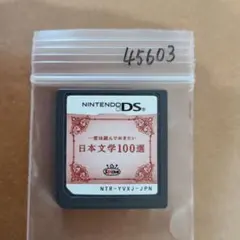 45603
NINTENDO DS
一度は読んでおきたい
日本文学100選
NTR-YVXJ-JPN